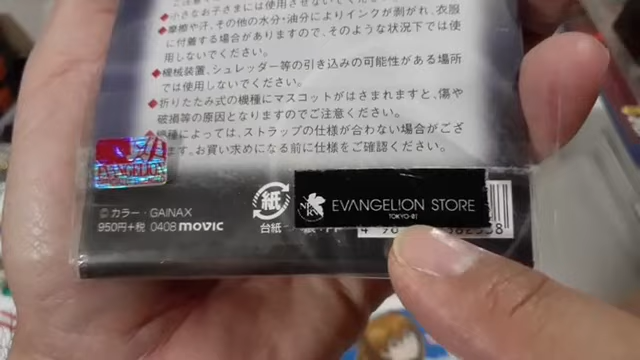 ◆小さなお子さまには使用させないでください。
◆摩擦や汗、その他の水分・油分によりインクが剥がれ、衣服
に付着する場合がありますので、そのような状況下では使
用しないでください。
◆機械装置、シュレッダー等の引き込みの可能性がある場所
では使用しないでください。
◆折りたたみ式の機種にマスコットがはさまれますと、傷や
破損等の原因となりますのでご注意ください。
機種によっては、ストラップの仕様が合わない場合がござ
ます。お買い求めになる前に仕様をご確認ください。
EVANGELION
© カラー・GAINAX
950円+税 0408 movic
紙
台紙
NERV
EVANGELION STORE
TOKYO-01